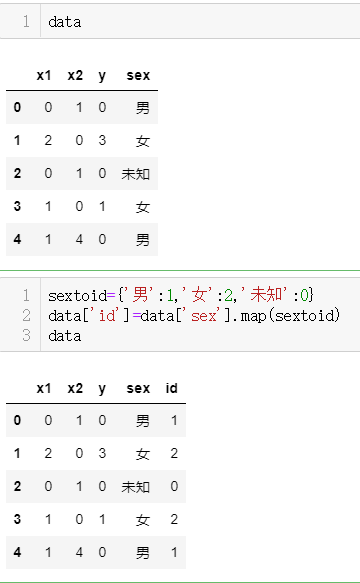 1 data
x1 x2 y sex
0 0 1 0 男
1 2 0 3 女
2 0 1 0 未知
3 1 0 1 女
4 1 4 0 男
1 sextoid={'男':1,'女':2,'未知':0}
2 data['id']=data['sex'].map(sextoid)
3 data
x1 x2 y sex id
0 0 1 0 男 1
1 2 0 3 女 2
2 0 1 0 未知 0
3 1 0 1 女 2
4 1 4 0 男 1